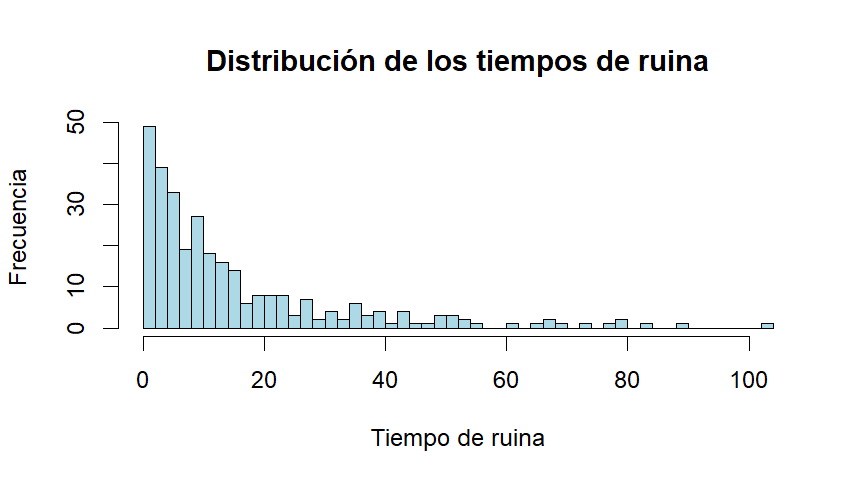 Distribución de los tiempos de ruina
Frecuencia
50
30
10
0
0 20 40 60 80 100
Tiempo de ruina